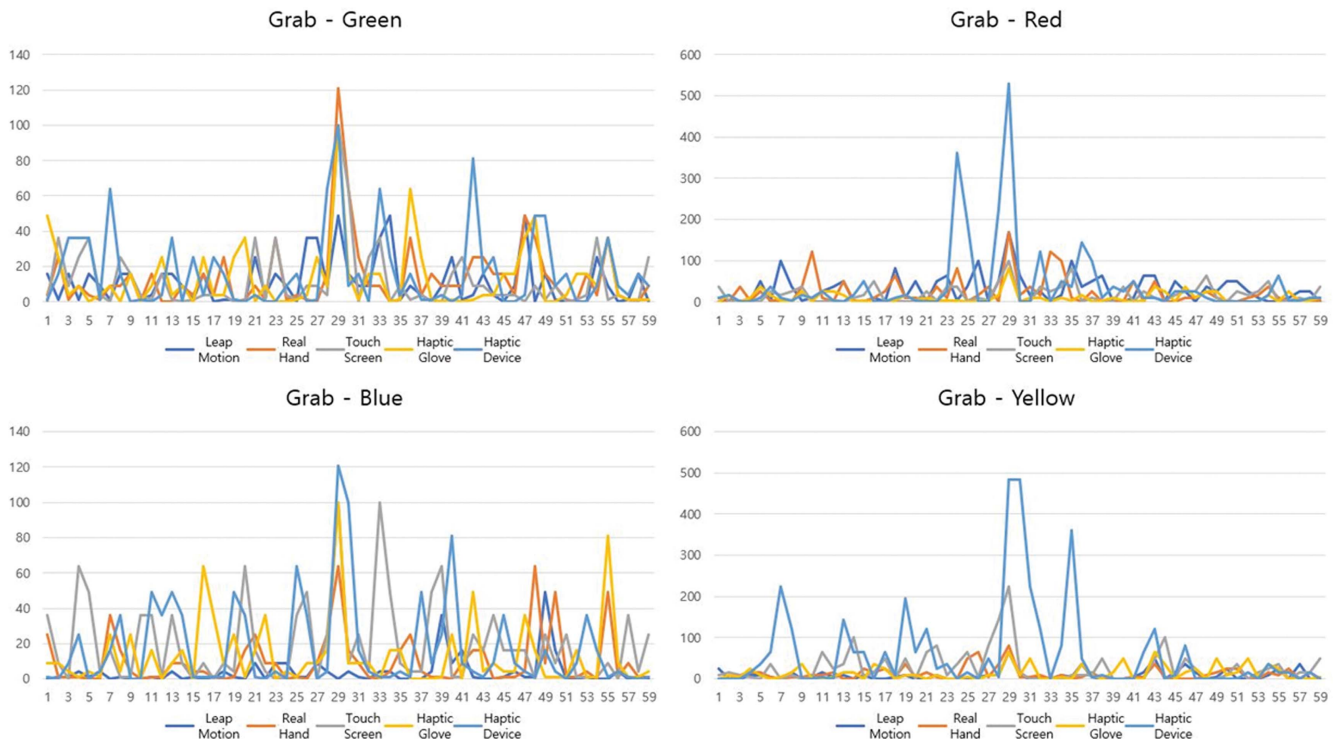 Grab - Green
140
120
100
80
60
40
20
0
1 3 5 7 9 11 13 15 17 19 21 23 25 27 29 31 33 35 37 39 41 43 45 47 49 51 53 55 57 59
Leap Motion Real Hand Touch Screen Haptic Glove Haptic Device
Grab - Red
600
500
400
300
200
100
0
1 3 5 7 9 11 13 15 17 19 21 23 25 27 29 31 33 35 37 39 41 43 45 47 49 51 53 55 57 59
Leap Motion Real Hand Touch Screen Haptic Glove Haptic Device
Grab - Blue
140
120
100
80
60
40
20
0
1 3 5 7 9 11 13 15 17 19 21 23 25 27 29 31 33 35 37 39 41 43 45 47 49 51 53 55 57 59
Leap Motion Real Hand Touch Screen Haptic Glove Haptic Device
Grab - Yellow
600
500
400
300
200
100
0
1 3 5 7 9 11 13 15 17 19 21 23 25 27 29 31 33 35 37 39 41 43 45 47 49 51 53 55 57 59
Leap Motion Real Hand Touch Screen Haptic Glove Haptic Device